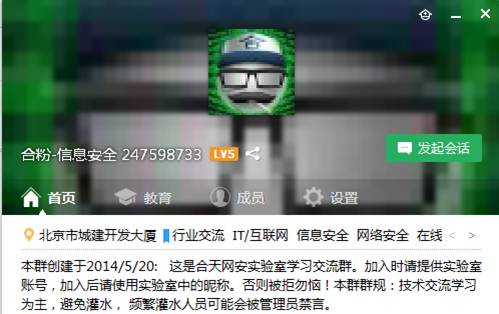 合粉-信息安全 247598733 LV5
发起会话
首页 教育 成员 设置
北京市城建开发大厦 行业交流 IT/互联网 信息安全 网络安全 在线
本群创建于2014/5/20: 这是合天网安实验室学习交流群。加入时请提供实验室
账号，加入后请使用实验室中的昵称。否则被拒勿恼！本群群规：技术交流学习
为主，避免灌水， 频繁灌水人员可能会被管理员禁言。